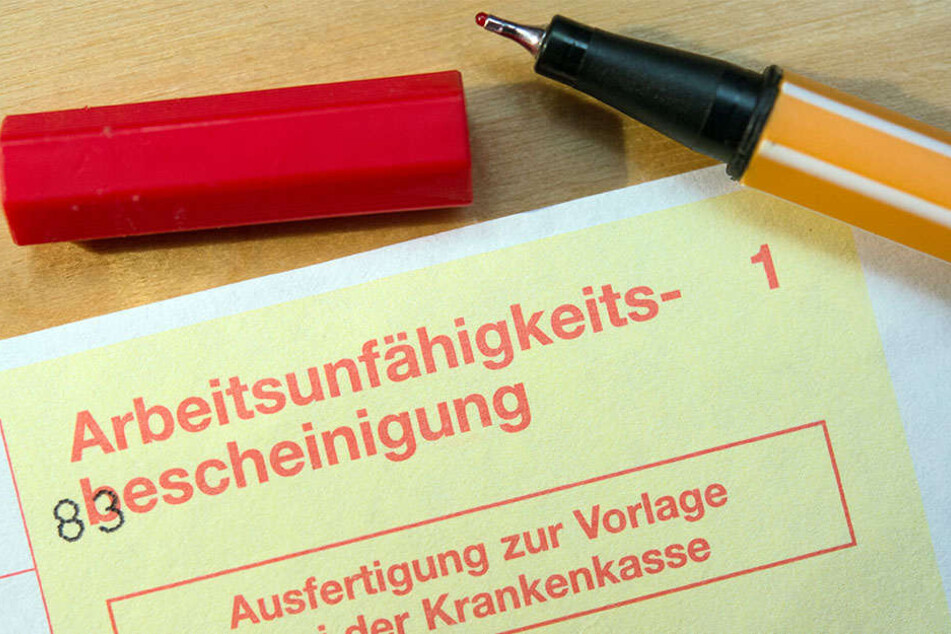 Arbeitsunfähigkeits- 1
bescheinigung
83
Ausfertigung zur Vorlage
der Krankenkasse